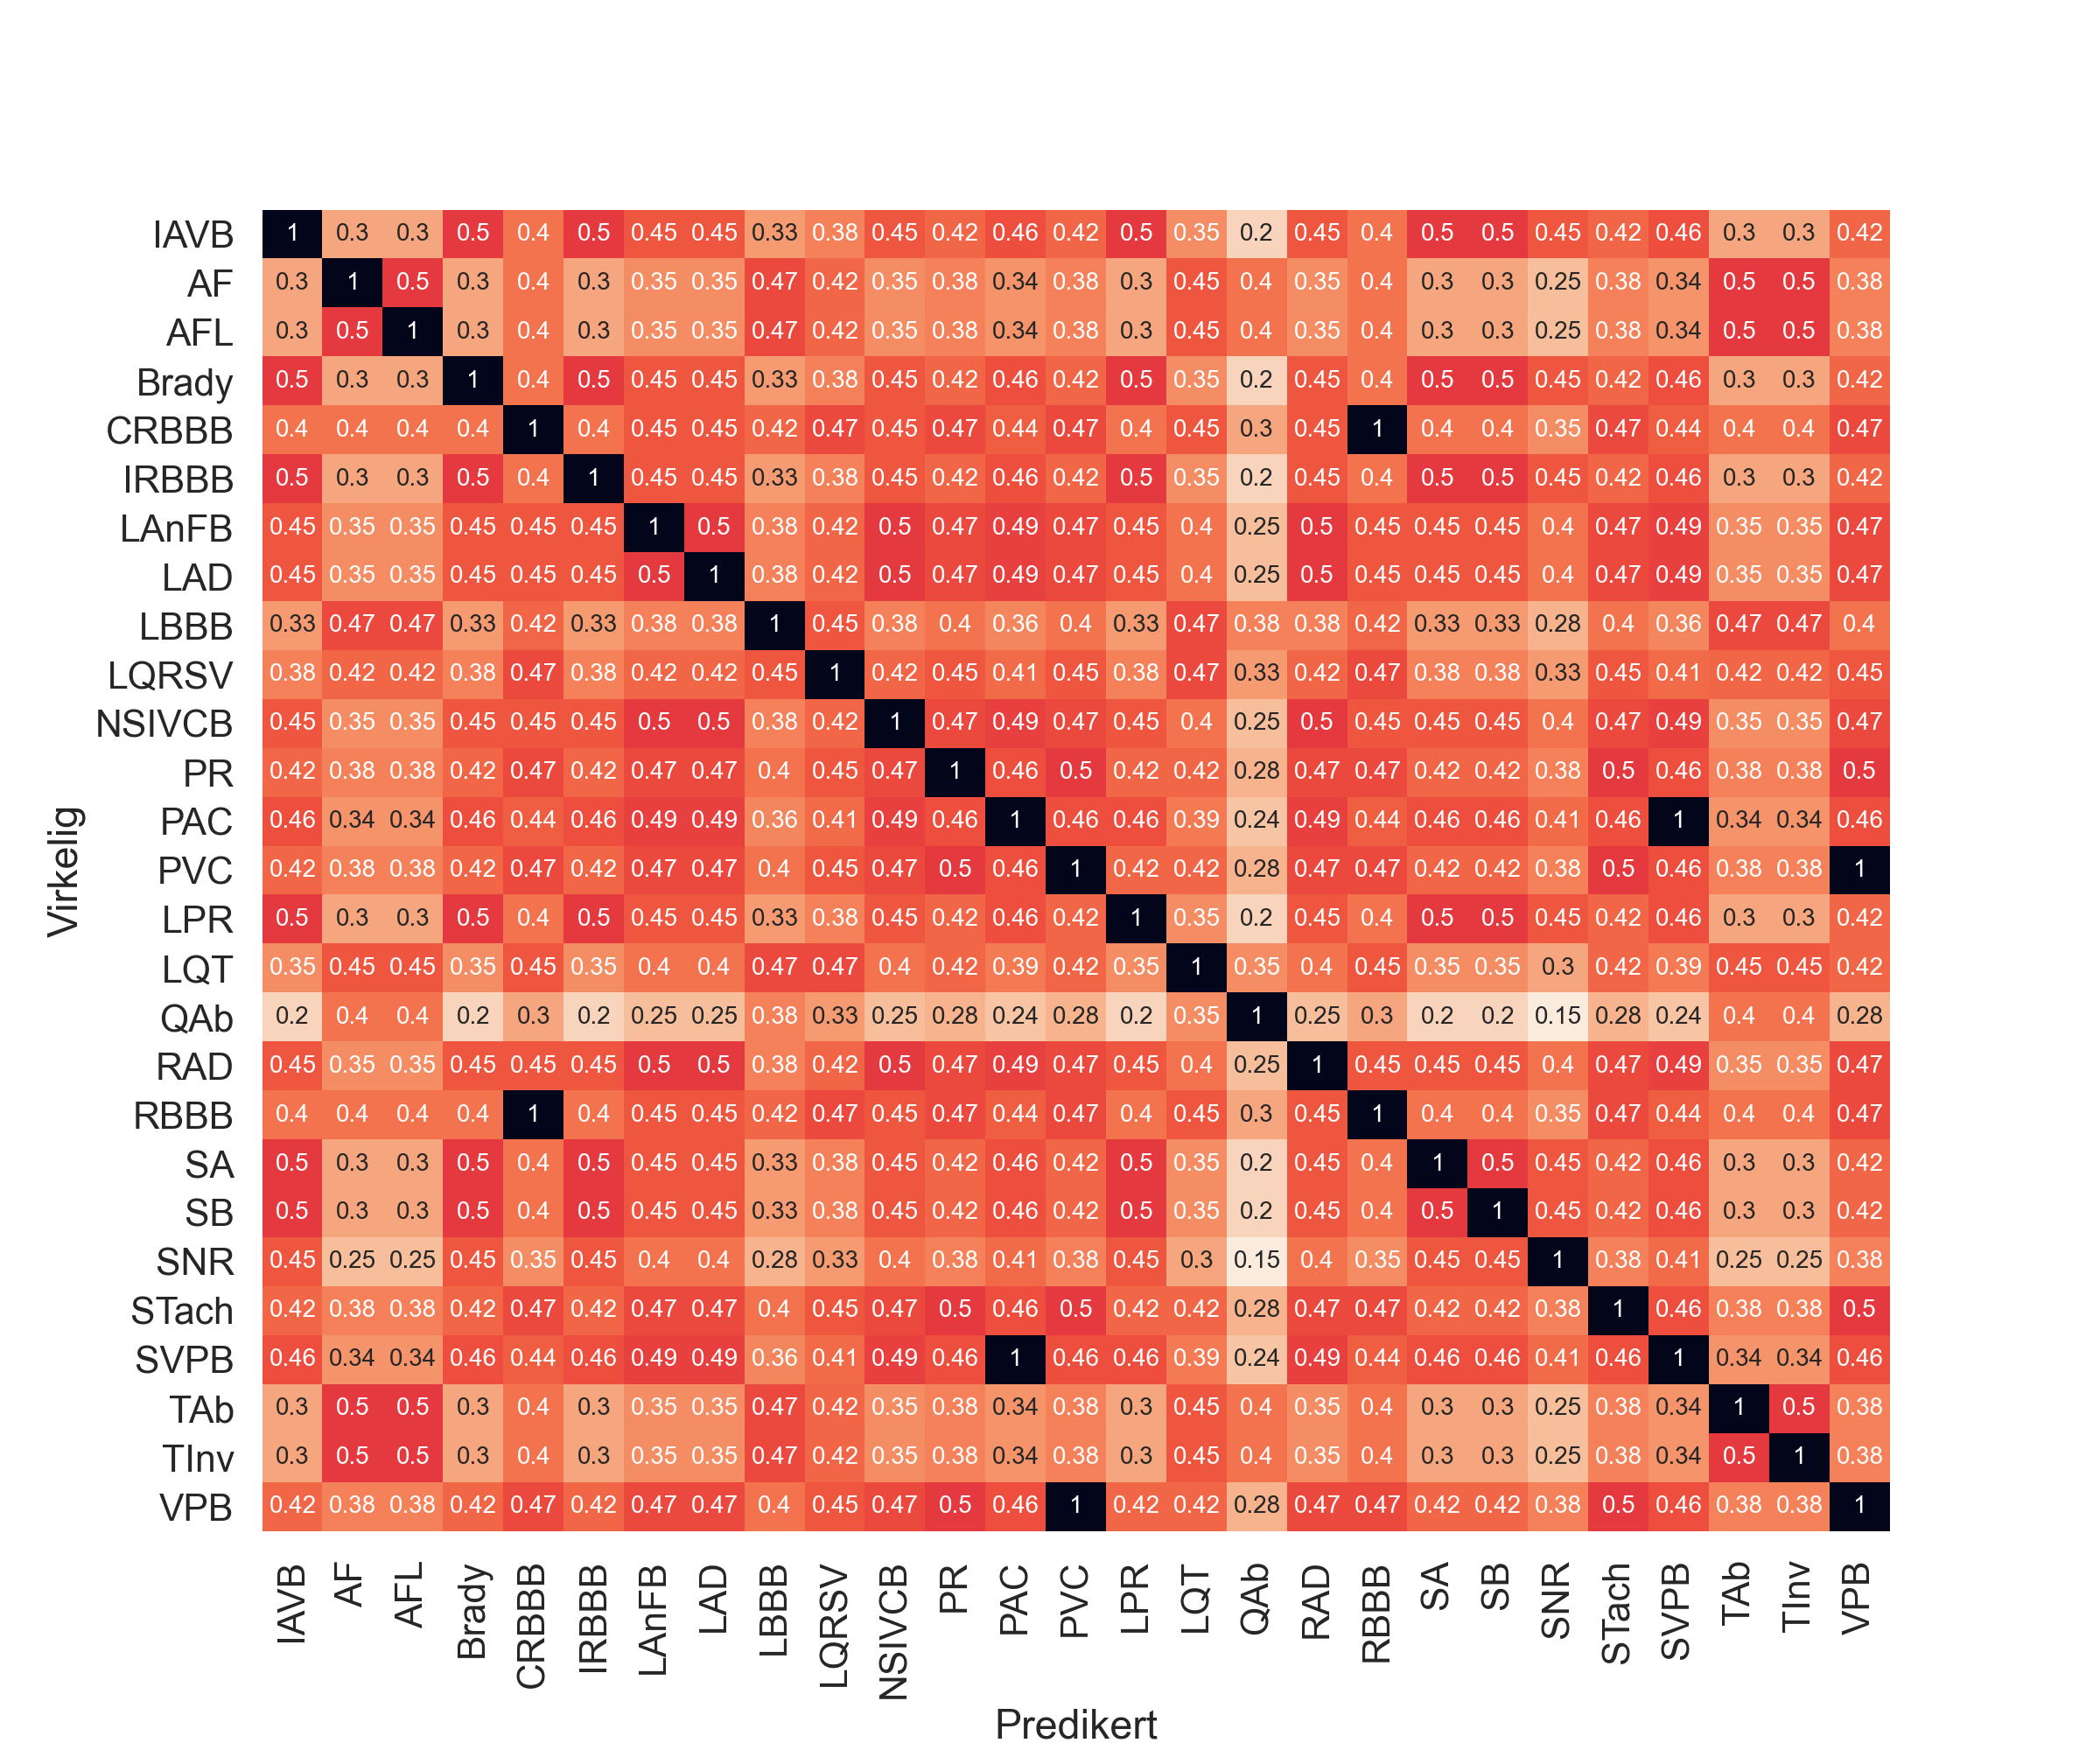 IAVB 1 0.3 0.3 0.5 0.4 0.5 0.45 0.45 0.33 0.38 0.45 0.42 0.46 0.42 0.5 0.35 0.2 0.45 0.4 0.5 0.5 0.45 0.42 0.46 0.3 0.3 0.42
AF 0.3 1 0.5 0.3 0.4 0.3 0.35 0.35 0.47 0.42 0.35 0.38 0.34 0.38 0.3 0.45 0.4 0.35 0.4 0.3 0.3 0.25 0.38 0.34 0.5 0.5 0.38
AFL 0.3 0.5 1 0.3 0.4 0.3 0.35 0.35 0.47 0.42 0.35 0.38 0.34 0.38 0.3 0.45 0.4 0.35 0.4 0.3 0.3 0.25 0.38 0.34 0.5 0.5 0.38
Brady 0.5 0.3 0.3 1 0.4 0.5 0.45 0.45 0.33 0.38 0.45 0.42 0.46 0.42 0.5 0.35 0.2 0.45 0.4 0.5 0.5 0.45 0.42 0.46 0.3 0.3 0.42
CRBBB 0.4 0.4 0.4 0.4 1 0.4 0.45 0.45 0.42 0.47 0.45 0.47 0.44 0.47 0.4 0.45 0.3 0.45 1 0.4 0.4 0.35 0.47 0.44 0.4 0.4 0.47
IRBBB 0.5 0.3 0.3 0.5 0.4 1 0.45 0.45 0.33 0.38 0.45 0.42 0.46 0.42 0.5 0.35 0.2 0.45 0.4 0.5 0.5 0.45 0.42 0.46 0.3 0.3 0.42
LAnFB 0.45 0.35 0.35 0.45 0.45 0.45 1 0.5 0.38 0.42 0.5 0.47 0.49 0.47 0.45 0.4 0.25 0.5 0.45 0.45 0.45 0.4 0.47 0.49 0.35 0.35 0.47
LAD 0.45 0.35 0.35 0.45 0.45 0.45 0.5 1 0.38 0.42 0.5 0.47 0.49 0.47 0.45 0.4 0.25 0.5 0.45 0.45 0.45 0.4 0.47 0.49 0.35 0.35 0.47
LBBB 0.33 0.47 0.47 0.33 0.42 0.33 0.38 0.38 1 0.45 0.38 0.4 0.36 0.4 0.33 0.47 0.38 0.38 0.42 0.33 0.33 0.28 0.4 0.36 0.47 0.47 0.4
LQRSV 0.38 0.42 0.42 0.38 0.47 0.38 0.42 0.42 0.45 1 0.42 0.45 0.41 0.45 0.38 0.47 0.33 0.42 0.47 0.38 0.38 0.33 0.45 0.41 0.42 0.42 0.45
NSIVCB 0.45 0.35 0.35 0.45 0.45 0.45 0.5 0.5 0.38 0.42 1 0.47 0.49 0.47 0.45 0.4 0.25 0.5 0.45 0.45 0.45 0.4 0.47 0.49 0.35 0.35 0.47
PR 0.42 0.38 0.38 0.42 0.47 0.42 0.47 0.47 0.4 0.45 0.47 1 0.46 0.5 0.42 0.42 0.28 0.47 0.47 0.42 0.42 0.38 0.5 0.46 0.38 0.38 0.5
PAC 0.46 0.34 0.34 0.46 0.44 0.46 0.49 0.49 0.36 0.41 0.49 0.46 1 0.46 0.46 0.39 0.24 0.49 0.44 0.46 0.46 0.41 0.46 1 0.34 0.34 0.46
PVC 0.42 0.38 0.38 0.42 0.47 0.42 0.47 0.47 0.4 0.45 0.47 0.5 0.46 1 0.42 0.42 0.28 0.47 0.47 0.42 0.42 0.38 0.5 0.46 0.38 0.38 1
LPR 0.5 0.3 0.3 0.5 0.4 0.5 0.45 0.45 0.33 0.38 0.45 0.42 0.46 0.42 1 0.35 0.2 0.45 0.4 0.5 0.5 0.45 0.42 0.46 0.3 0.3 0.42
LQT 0.35 0.45 0.45 0.35 0.45 0.35 0.4 0.4 0.47 0.47 0.4 0.42 0.39 0.42 0.35 1 0.35 0.4 0.45 0.35 0.35 0.3 0.42 0.39 0.45 0.45 0.42
QAb 0.2 0.4 0.4 0.2 0.3 0.2 0.25 0.25 0.38 0.33 0.25 0.28 0.24 0.28 0.2 0.35 1 0.25 0.3 0.2 0.2 0.15 0.28 0.24 0.4 0.4 0.28
RAD 0.45 0.35 0.35 0.45 0.45 0.45 0.5 0.5 0.38 0.42 0.5 0.47 0.49 0.47 0.45 0.4 0.25 1 0.45 0.45 0.45 0.4 0.47 0.49 0.35 0.35 0.47
RBBB 0.4 0.4 0.4 0.4 1 0.4 0.45 0.45 0.42 0.47 0.45 0.47 0.44 0.47 0.4 0.45 0.3 0.45 1 0.4 0.4 0.35 0.47 0.44 0.4 0.4 0.47
SA 0.5 0.3 0.3 0.5 0.4 0.5 0.45 0.45 0.33 0.38 0.45 0.42 0.46 0.42 0.5 0.35 0.2 0.45 0.4 1 0.5 0.45 0.42 0.46 0.3 0.3 0.42
SB 0.5 0.3 0.3 0.5 0.4 0.5 0.45 0.45 0.33 0.38 0.45 0.42 0.46 0.42 0.5 0.35 0.2 0.45 0.4 0.5 1 0.45 0.42 0.46 0.3 0.3 0.42
SNR 0.45 0.25 0.25 0.45 0.35 0.45 0.4 0.4 0.28 0.33 0.4 0.38 0.41 0.38 0.45 0.3 0.15 0.4 0.35 0.45 0.45 1 0.38 0.41 0.25 0.25 0.38
STach 0.42 0.38 0.38 0.42 0.47 0.42 0.47 0.47 0.4 0.45 0.47 0.5 0.46 0.5 0.42 0.42 0.28 0.47 0.47 0.42 0.42 0.38 1 0.46 0.38 0.38 0.5
SVPB 0.46 0.34 0.34 0.46 0.44 0.46 0.49 0.49 0.36 0.41 0.49 0.46 1 0.46 0.46 0.39 0.24 0.49 0.44 0.46 0.46 0.41 0.46 1 0.34 0.34 0.46
TAb 0.3 0.5 0.5 0.3 0.4 0.3 0.35 0.35 0.47 0.42 0.35 0.38 0.34 0.38 0.3 0.45 0.4 0.35 0.4 0.3 0.3 0.25 0.38 0.34 1 0.5 0.38
TInv 0.3 0.5 0.5 0.3 0.4 0.3 0.35 0.35 0.47 0.42 0.35 0.38 0.34 0.38 0.3 0.45 0.4 0.35 0.4 0.3 0.3 0.25 0.38 0.34 0.5 1 0.38
VPB 0.42 0.38 0.38 0.42 0.47 0.42 0.47 0.47 0.4 0.45 0.47 0.5 0.46 1 0.42 0.42 0.28 0.47 0.47 0.42 0.42 0.38 0.5 0.46 0.38 0.38 1
Virkelig
IAVB AF AFL Brady CRBBB IRBBB LAnFB LAD LBBB LQRSV NSIVCB PR PAC PVC LPR LQT QAb RAD RBBB SA SB SNR STach SVPB TAb TInv VPB
Predikert